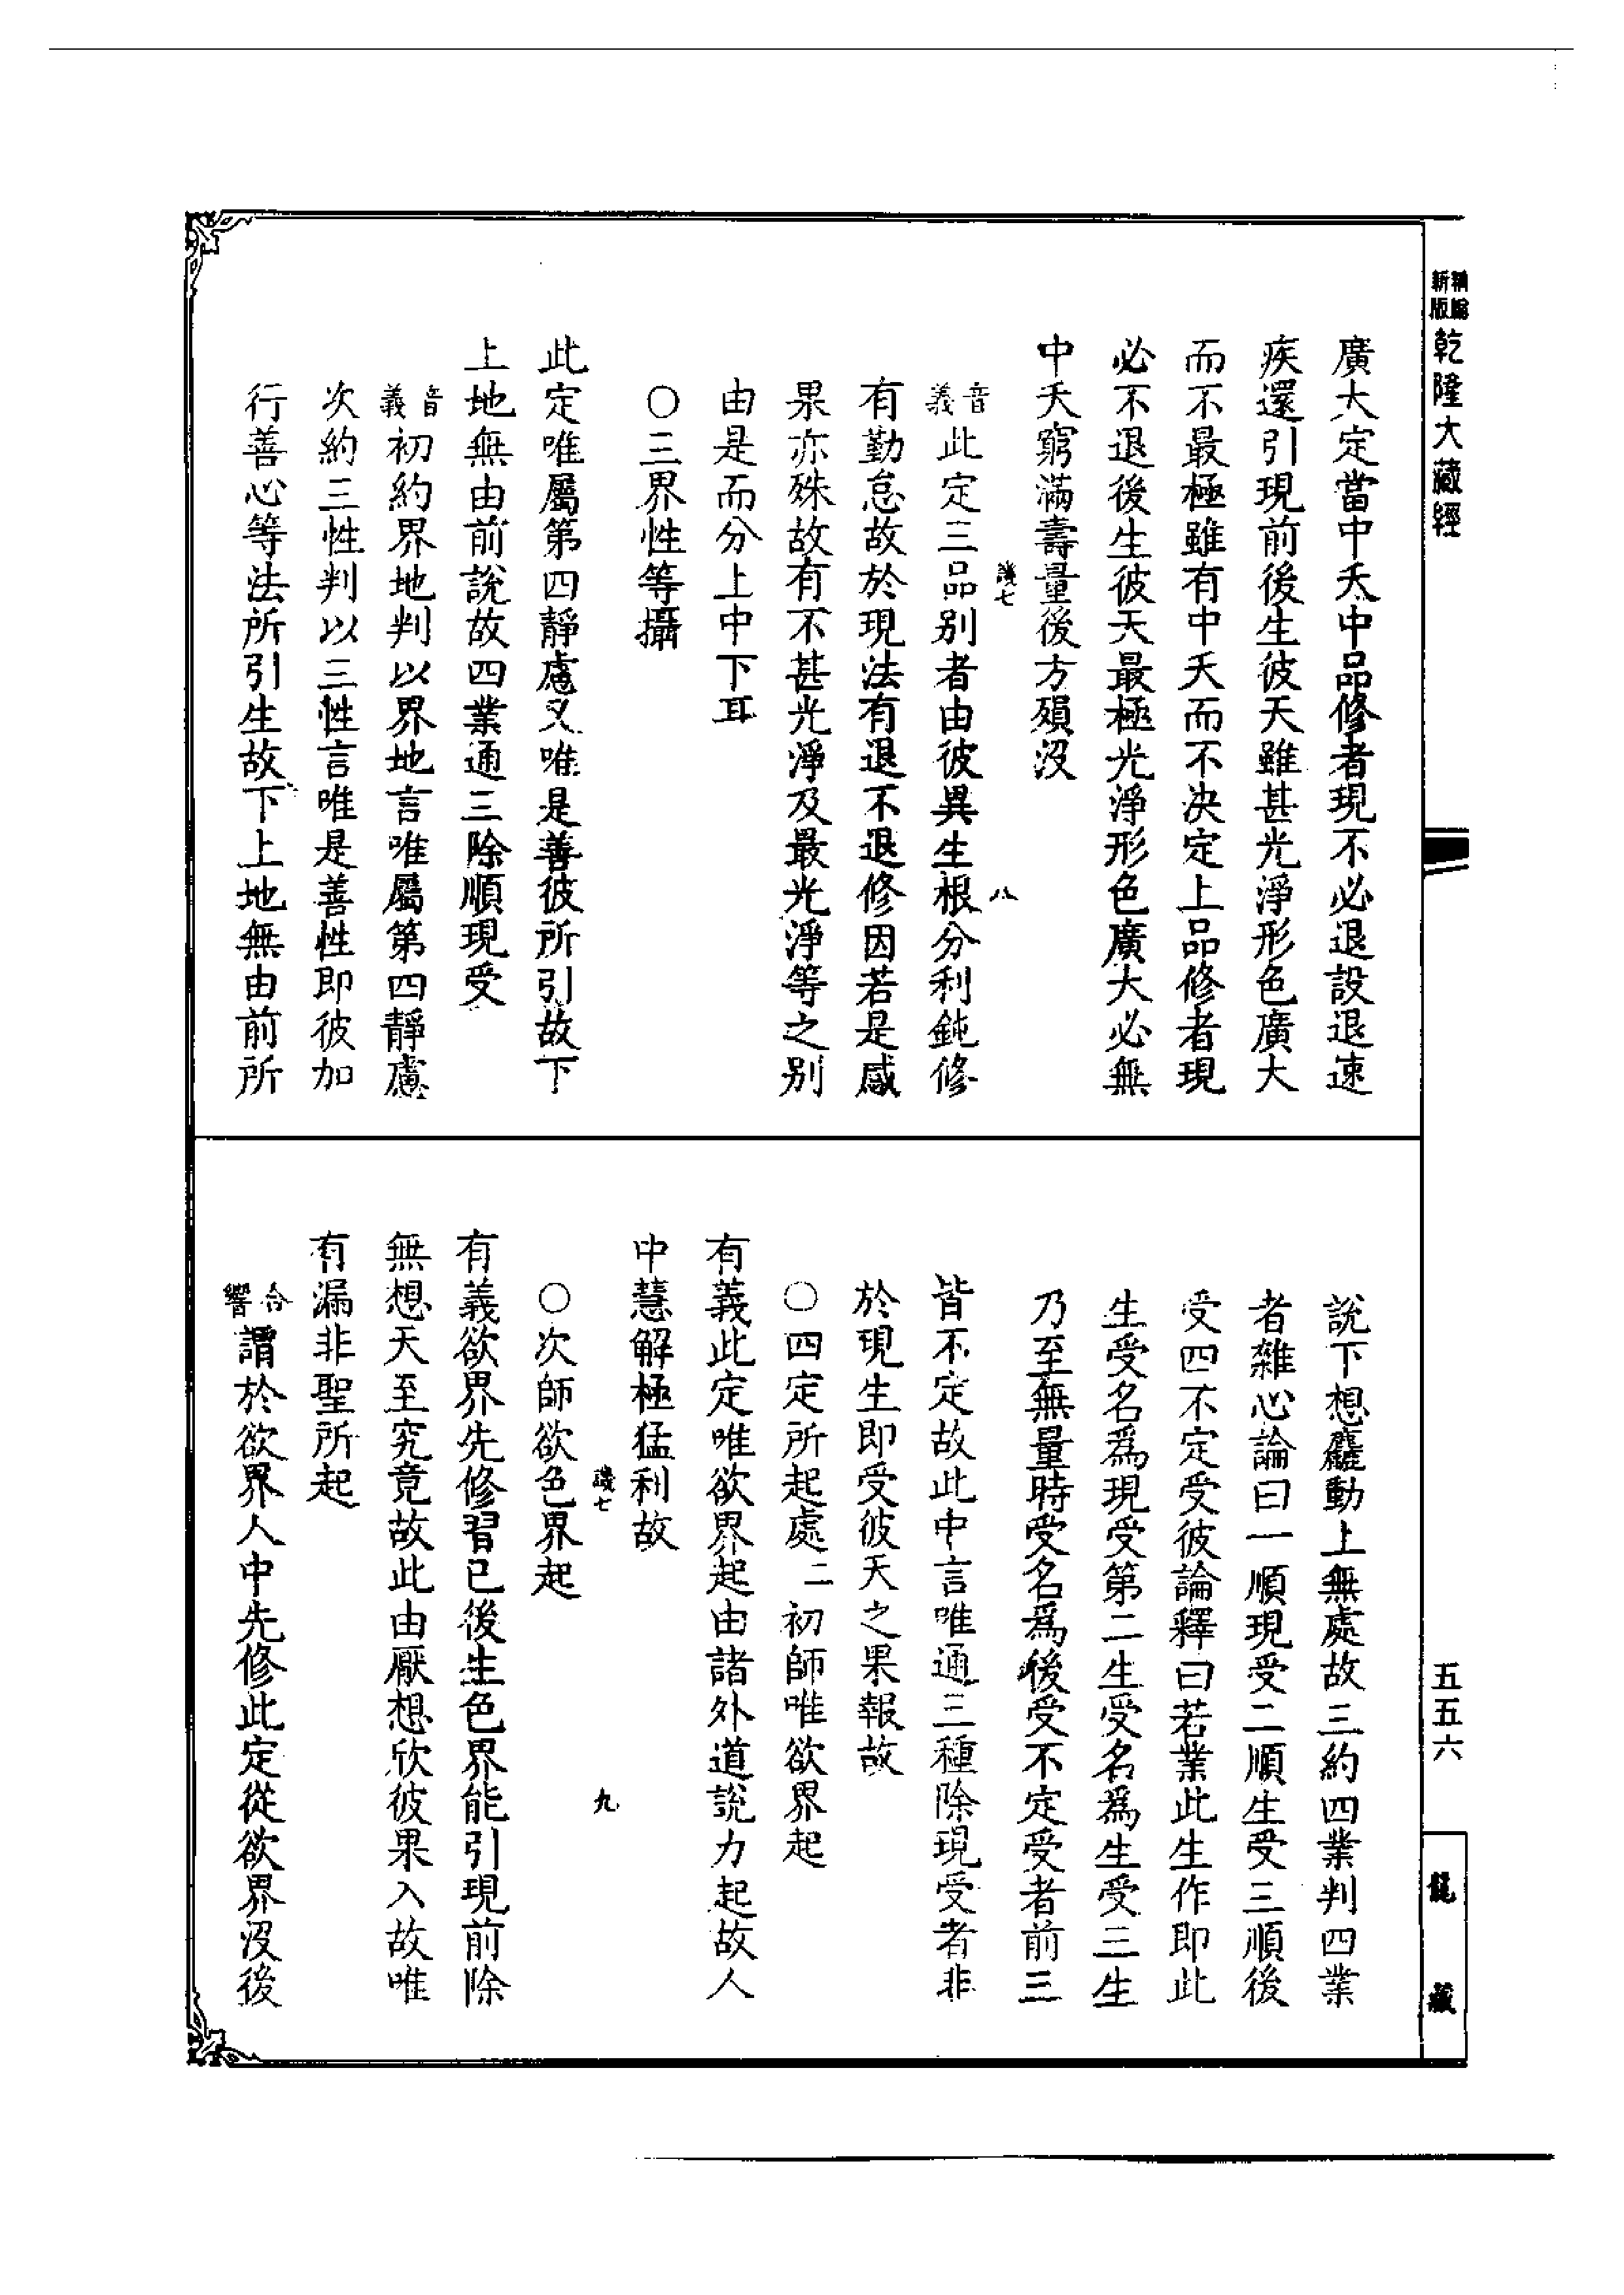 精編
新版
乾隆大藏經
五五六
龍藏
廣大定當中夭中品修者現不必退設退速
疾還引現前後生彼天雖甚光淨形色廣大
而不最極雖有中夭而不決定上品修者現
必不退後生彼天最極光淨形色廣大必無
中夭窮滿壽量後方殞沒
譏七
八
音義此定三品別者由彼異生根分利鈍修
有勤怠故於現法有退不退修因若是感
果亦殊故有不甚光淨及最光淨等之別
由是而分上中下耳
○三界性等攝
此定唯屬第四靜慮又唯是善彼所引故下
上地無由前說故四業通三除順現受
音義初約界地判以界地言唯屬第四靜慮
次約三性判以三性言唯是善性即彼加
行善心等法所引生故下上地無由前所
說下想麤動上無處故三約四業判四業
者雜心論曰一順現受二順生受三順後
受四不定受彼論釋曰若業此生作即此
生受名爲現受第二生受名爲生受三生
乃至無量時受名爲後受不定受者前三
皆不定故此中言唯通三種除現受者非
於現生即受彼天之果報故
○四定所起處二初師唯欲界起
有義此定唯欲界起由諸外道說力起故人
中慧解極猛利故
譏七
九
○次師欲色界起
有義欲界先修習已後生色界能引現前除
無想天至究竟故此由厭想欣彼果入故唯
有漏非聖所起
合響謂於欲界人中先修此定從欲界沒後